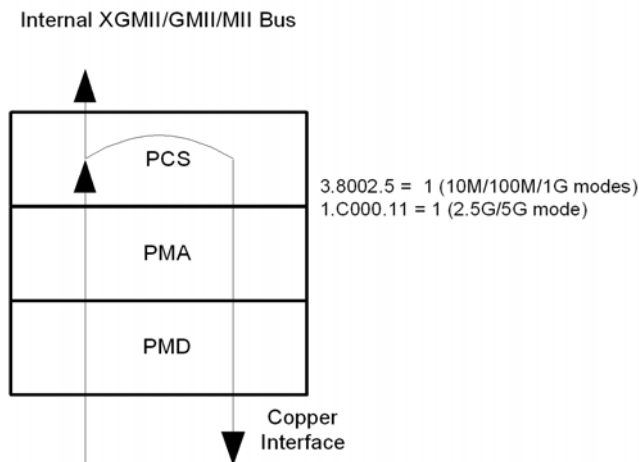 Internal XGMII/GMII/MII Bus
PCS
3.8002.5 = 1 (10M/100M/1G modes)
1.C000.11 = 1 (2.5G/5G mode)
PMA
PMD
Copper
Interface